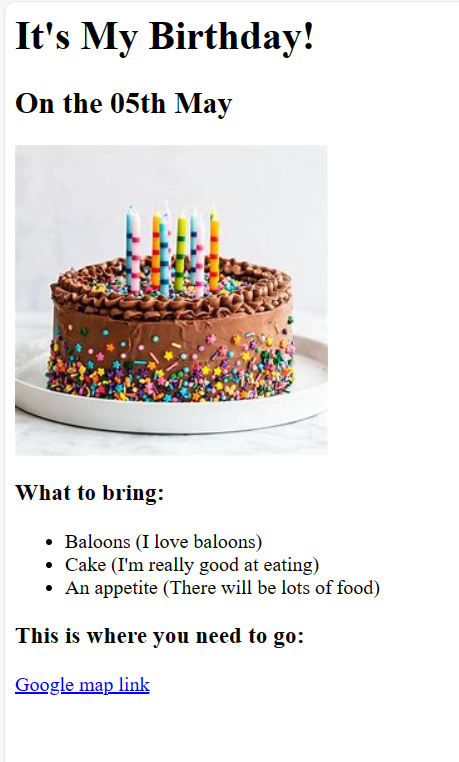 It's My Birthday!
On the 05th May
What to bring:
Baloons (I love baloons)
Cake (I'm really good at eating)
An appetite (There will be lots of food)
This is where you need to go:
Google map link